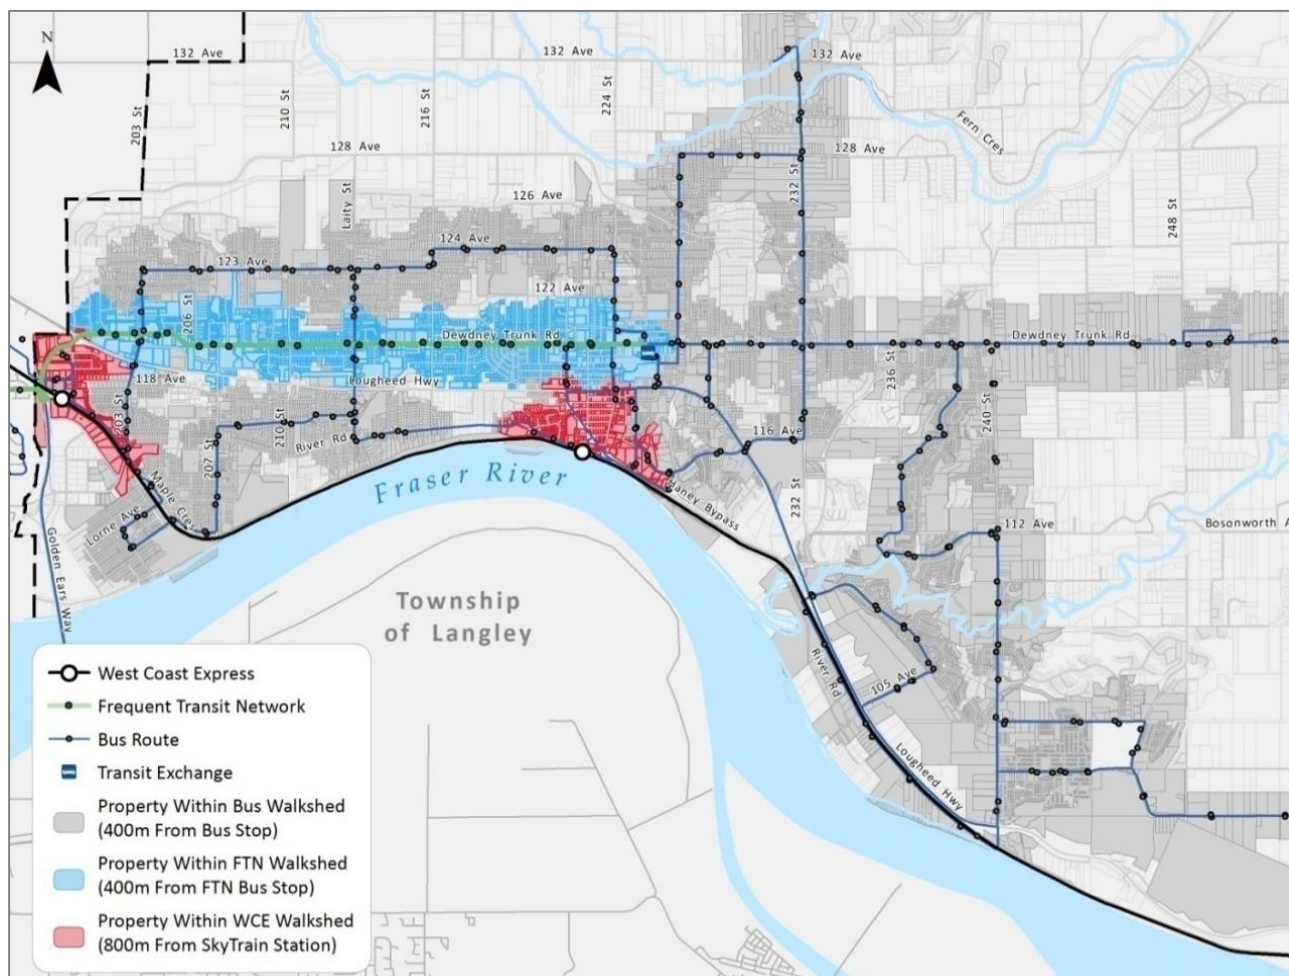 N
132 Ave
132 Ave
132 Ave
203 St
210 St
216 St
224 St
Fern Cres
128 Ave
128 Ave
232 St
248 St
Laity St
126 Ave
124 Ave
123 Ave
122 Ave
206 St
Dewdney Trunk Rd
Dewdney Trunk Rd
118 Ave
Lougheed Hwy
236 St
240 St
203 St
207 St
210 St
River Rd
116 Ave
Fraser River
Haney Bypass
232 St
Maple Cres
Lorne Ave
112 Ave
Bosonworth A
Golden Ears Way
Township
of Langley
River Rd
105 Ave
240 St
Lougheed Hwy
West Coast Express
Frequent Transit Network
Bus Route
Transit Exchange
Property Within Bus Walkshed
(400m From Bus Stop)
Property Within FTN Walkshed
(400m From FTN Bus Stop)
Property Within WCE Walkshed
(800m From SkyTrain Station)